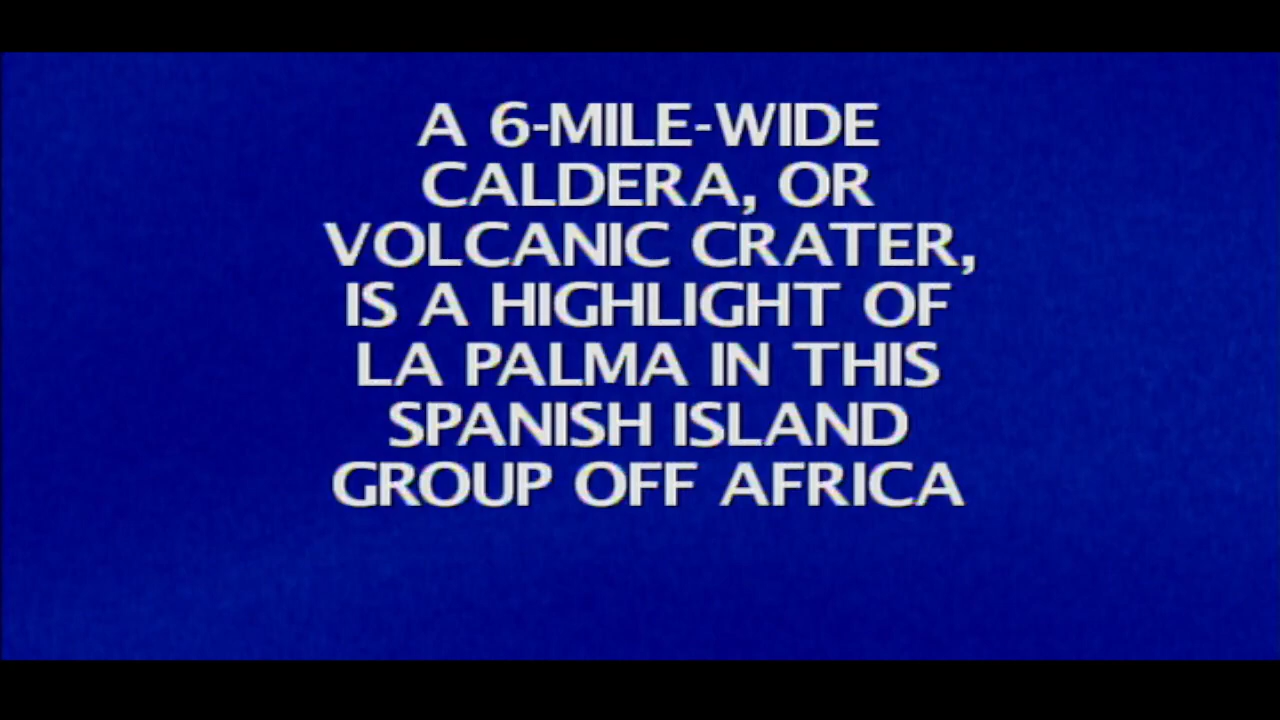 A 6-MILE-WIDE
CALDERA, OR
VOLCANIC CRATER,
IS A HIGHLIGHT OF
LA PALMA IN THIS
SPANISH ISLAND
GROUP OFF AFRICA